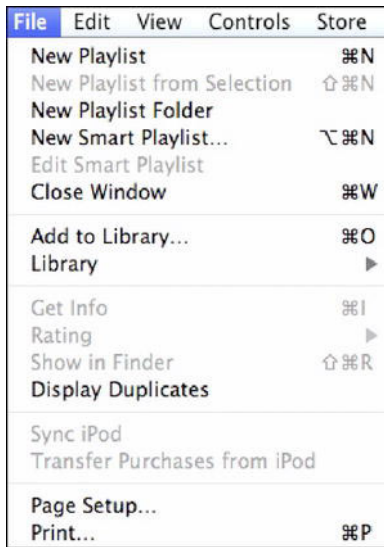 File Edit View Controls Store
New Playlist ⌘N
New Playlist from Selection ⇧⌘N
New Playlist Folder
New Smart Playlist... ⌥⌘N
Edit Smart Playlist
Close Window ⌘W
Add to Library... ⌘O
Library ▶
Get Info ⌘I
Rating ▶
Show in Finder ⇧⌘R
Display Duplicates
Sync iPod
Transfer Purchases from iPod
Page Setup...
Print... ⌘P